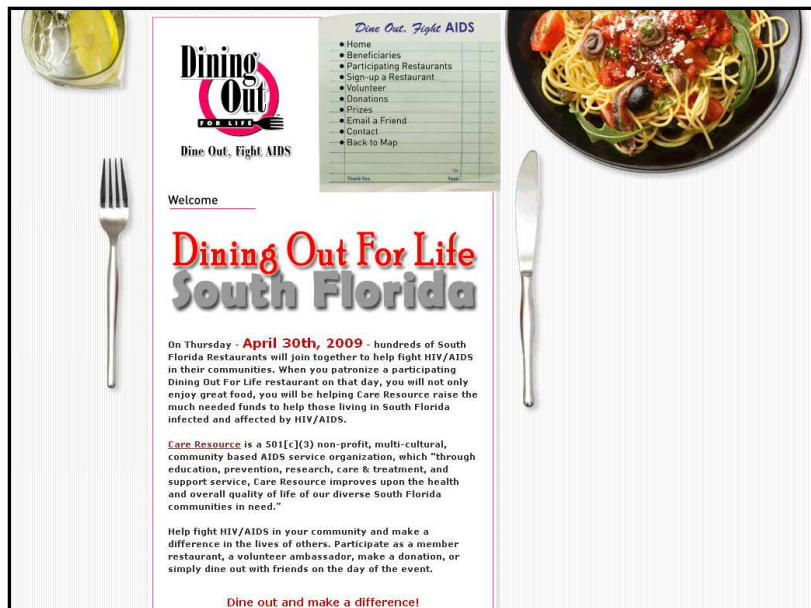 Dining
Out
FOR LIFE
Dine Out, Fight AIDS
Dine Out, Fight AIDS
Home
Beneficiaries
Participating Restaurants
Sign-up a Restaurant
Volunteer
Donations
Prizes
Email a Friend
Contact
Back to Map
Thank You
Tax
Total
Welcome
Dining Out For Life
South Florida
On Thursday - April 30th, 2009 - hundreds of South
Florida Restaurants will join together to help fight HIV/AIDS
in their communities. When you patronize a participating
Dining Out For Life restaurant on that day, you will not only
enjoy great food, you will be helping Care Resource raise the
much needed funds to help those living in South Florida
infected and affected by HIV/AIDS.
Care Resource is a 501[c](3) non-profit, multi-cultural,
community based AIDS service organization, which "through
education, prevention, research, care & treatment, and
support service, Care Resource improves upon the health
and overall quality of life of our diverse South Florida
communities in need."
Help fight HIV/AIDS in your community and make a
difference in the lives of others. Participate as a member
restaurant, a volunteer ambassador, make a donation, or
simply dine out with friends on the day of the event.
Dine out and make a difference!